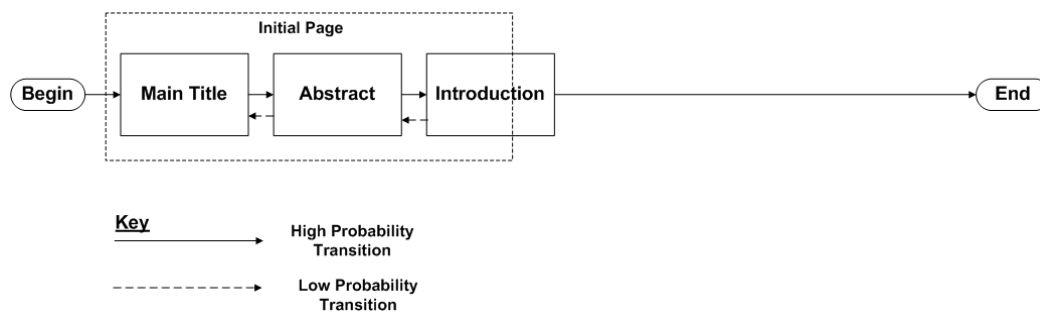 Initial Page
Begin
Main Title
Abstract
Introduction
End
Key
High Probability
Transition
Low Probability
Transition